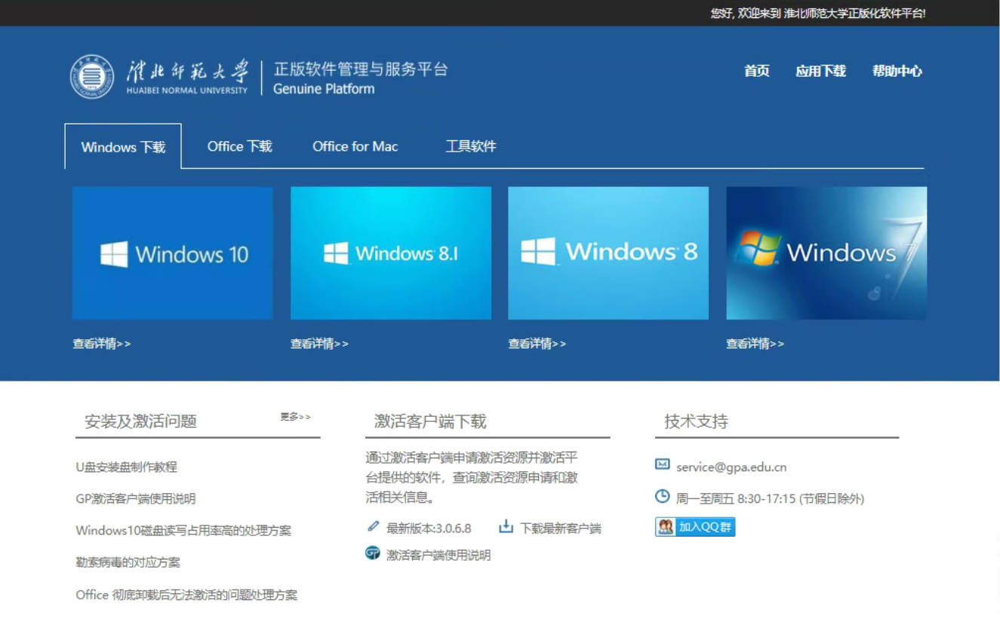 您好, 欢迎来到 淮北师范大学正版化软件平台!
淮北师范大学
HUAIBEI NORMAL UNIVERSITY
正版软件管理与服务平台
Genuine Platform
首页 应用下载 帮助中心
Windows 下载 Office 下载 Office for Mac 工具软件
Windows 10
Windows 8.1
Windows 8
Windows 7
查看详情>> 查看详情>> 查看详情>> 查看详情>>
安装及激活问题 更多>>
U盘安装盘制作教程
GP激活客户端使用说明
Windows10磁盘读写占用率高的处理方案
勒索病毒的对应方案
Office 彻底卸载后无法激活的问题处理方案
激活客户端下载
通过激活客户端申请激活资源并激活平
台提供的软件，查询激活资源申请和激
活相关信息。
最新版本:3.0.6.8 下载最新客户端
激活客户端使用说明
技术支持
service@gpa.edu.cn
周一至周五 8:30-17:15 (节假日除外)
加入QQ群